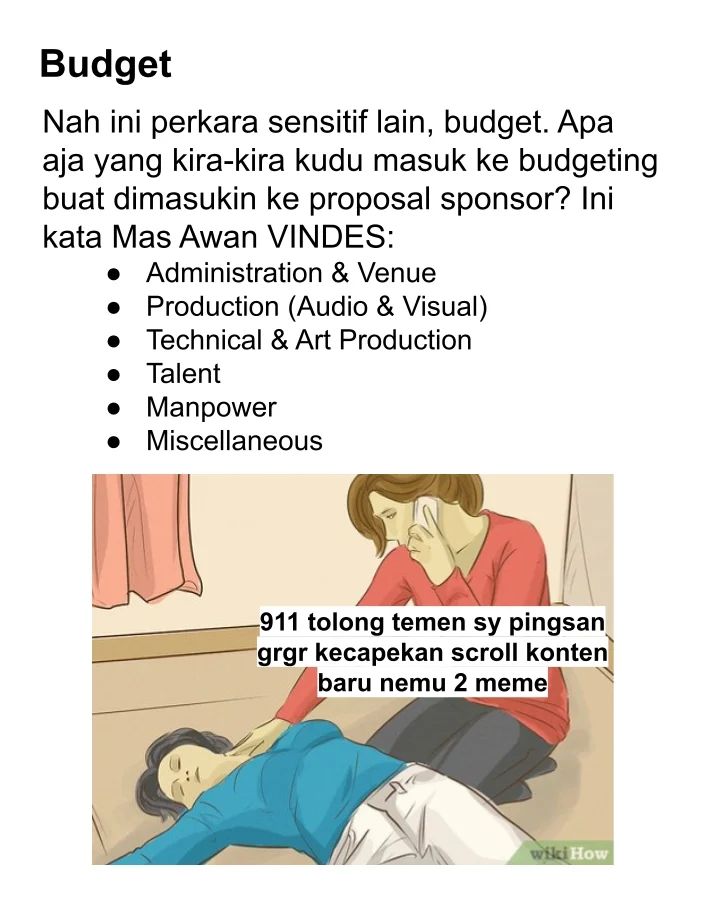 Budget
Nah ini perkara sensitif lain, budget. Apa
aja yang kira-kira kudu masuk ke budgeting
buat dimasukin ke proposal sponsor? Ini
kata Mas Awan VINDES:
● Administration & Venue
● Production (Audio & Visual)
● Technical & Art Production
● Talent
● Manpower
● Miscellaneous
911 tolong temen sy pingsan
grgr kecapekan scroll konten
baru nemu 2 meme
wikiHow